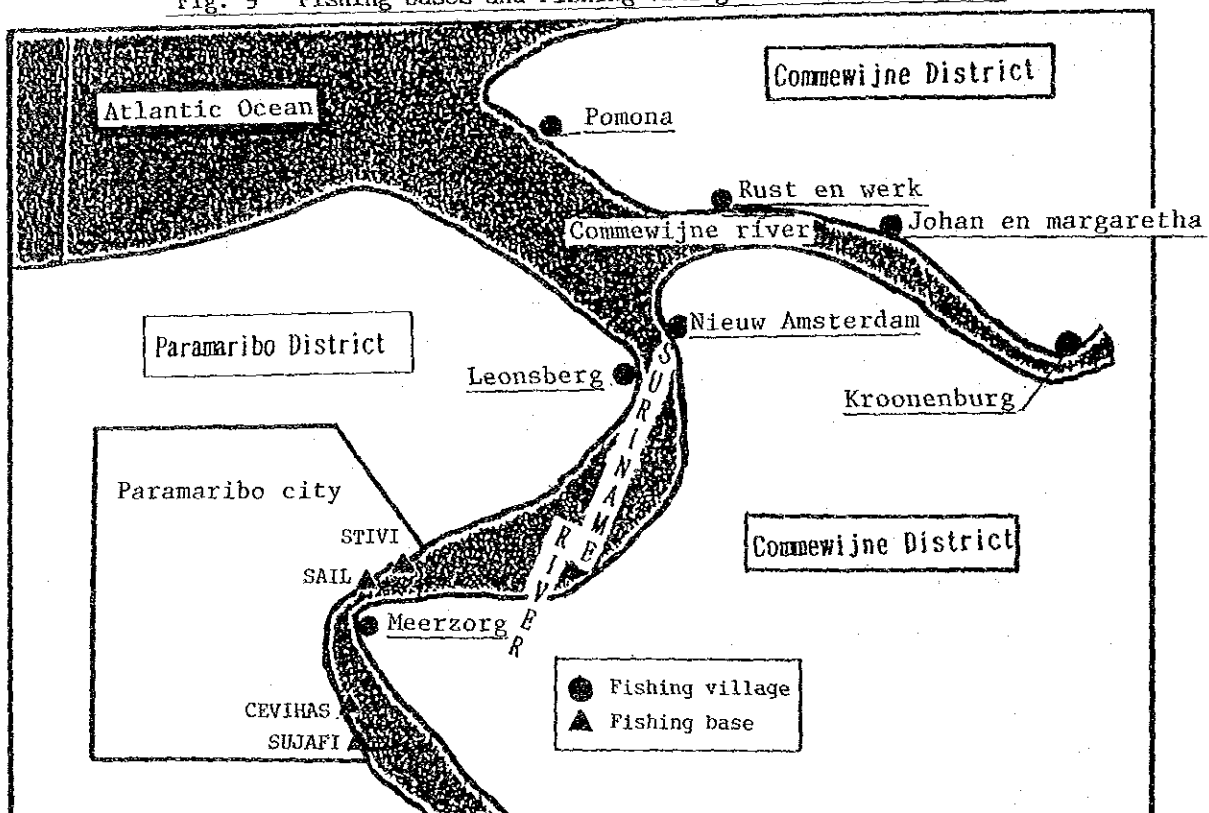 Fig. 9 Fishing bases and Fishing
Commewijne District
Atlantic Ocean
Pomona
Rust en werk
Johan en margaretha
Commewijne river
Nieuw Amsterdam
Paramaribo District
Leonsberg
Kroonenburg
SURINAME
RIVER
Paramaribo city
STIVI
Commewijne District
SAIL
Meerzorg
Fishing village
CEVIHAS
Fishing base
SUJAFI